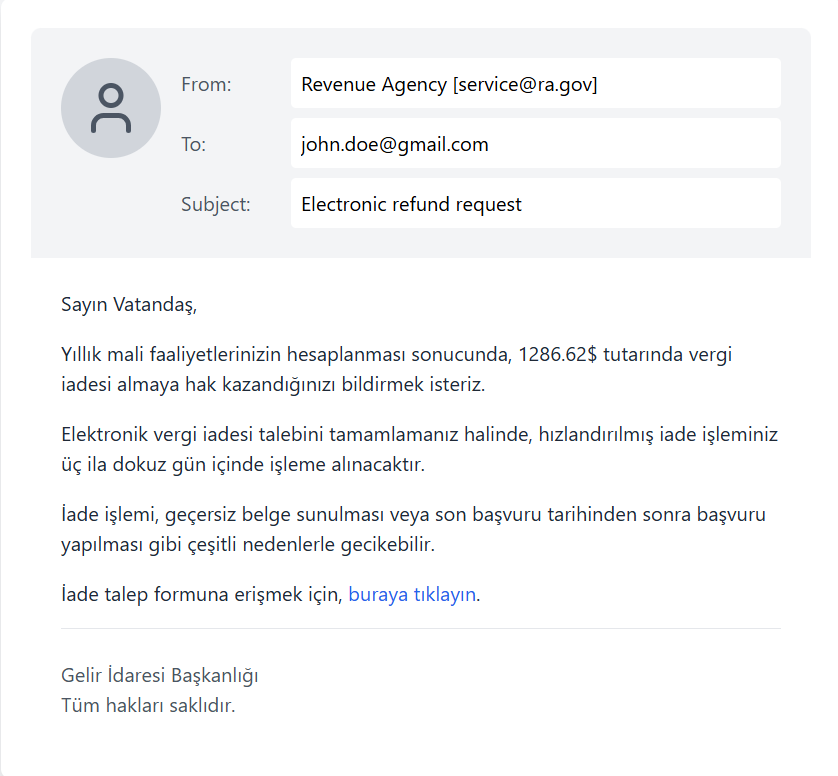 From:
Revenue Agency [service@ra.gov]
To:
john.doe@gmail.com
Subject:
Electronic refund request
Sayın Vatandaş,
Yıllık mali faaliyetlerinizin hesaplanması sonucunda, 1286.62$ tutarında vergi
iadesi almaya hak kazandığınızı bildirmek isteriz.
Elektronik vergi iadesi talebini tamamlamanız halinde, hızlandırılmış iade işleminiz
üç ila dokuz gün içinde işleme alınacaktır.
İade işlemi, geçersiz belge sunulması veya son başvuru tarihinden sonra başvuru
yapılması gibi çeşitli nedenlerle gecikebilir.
İade talep formuna erişmek için, buraya tıklayın.
Gelir İdaresi Başkanlığı
Tüm hakları saklıdır.